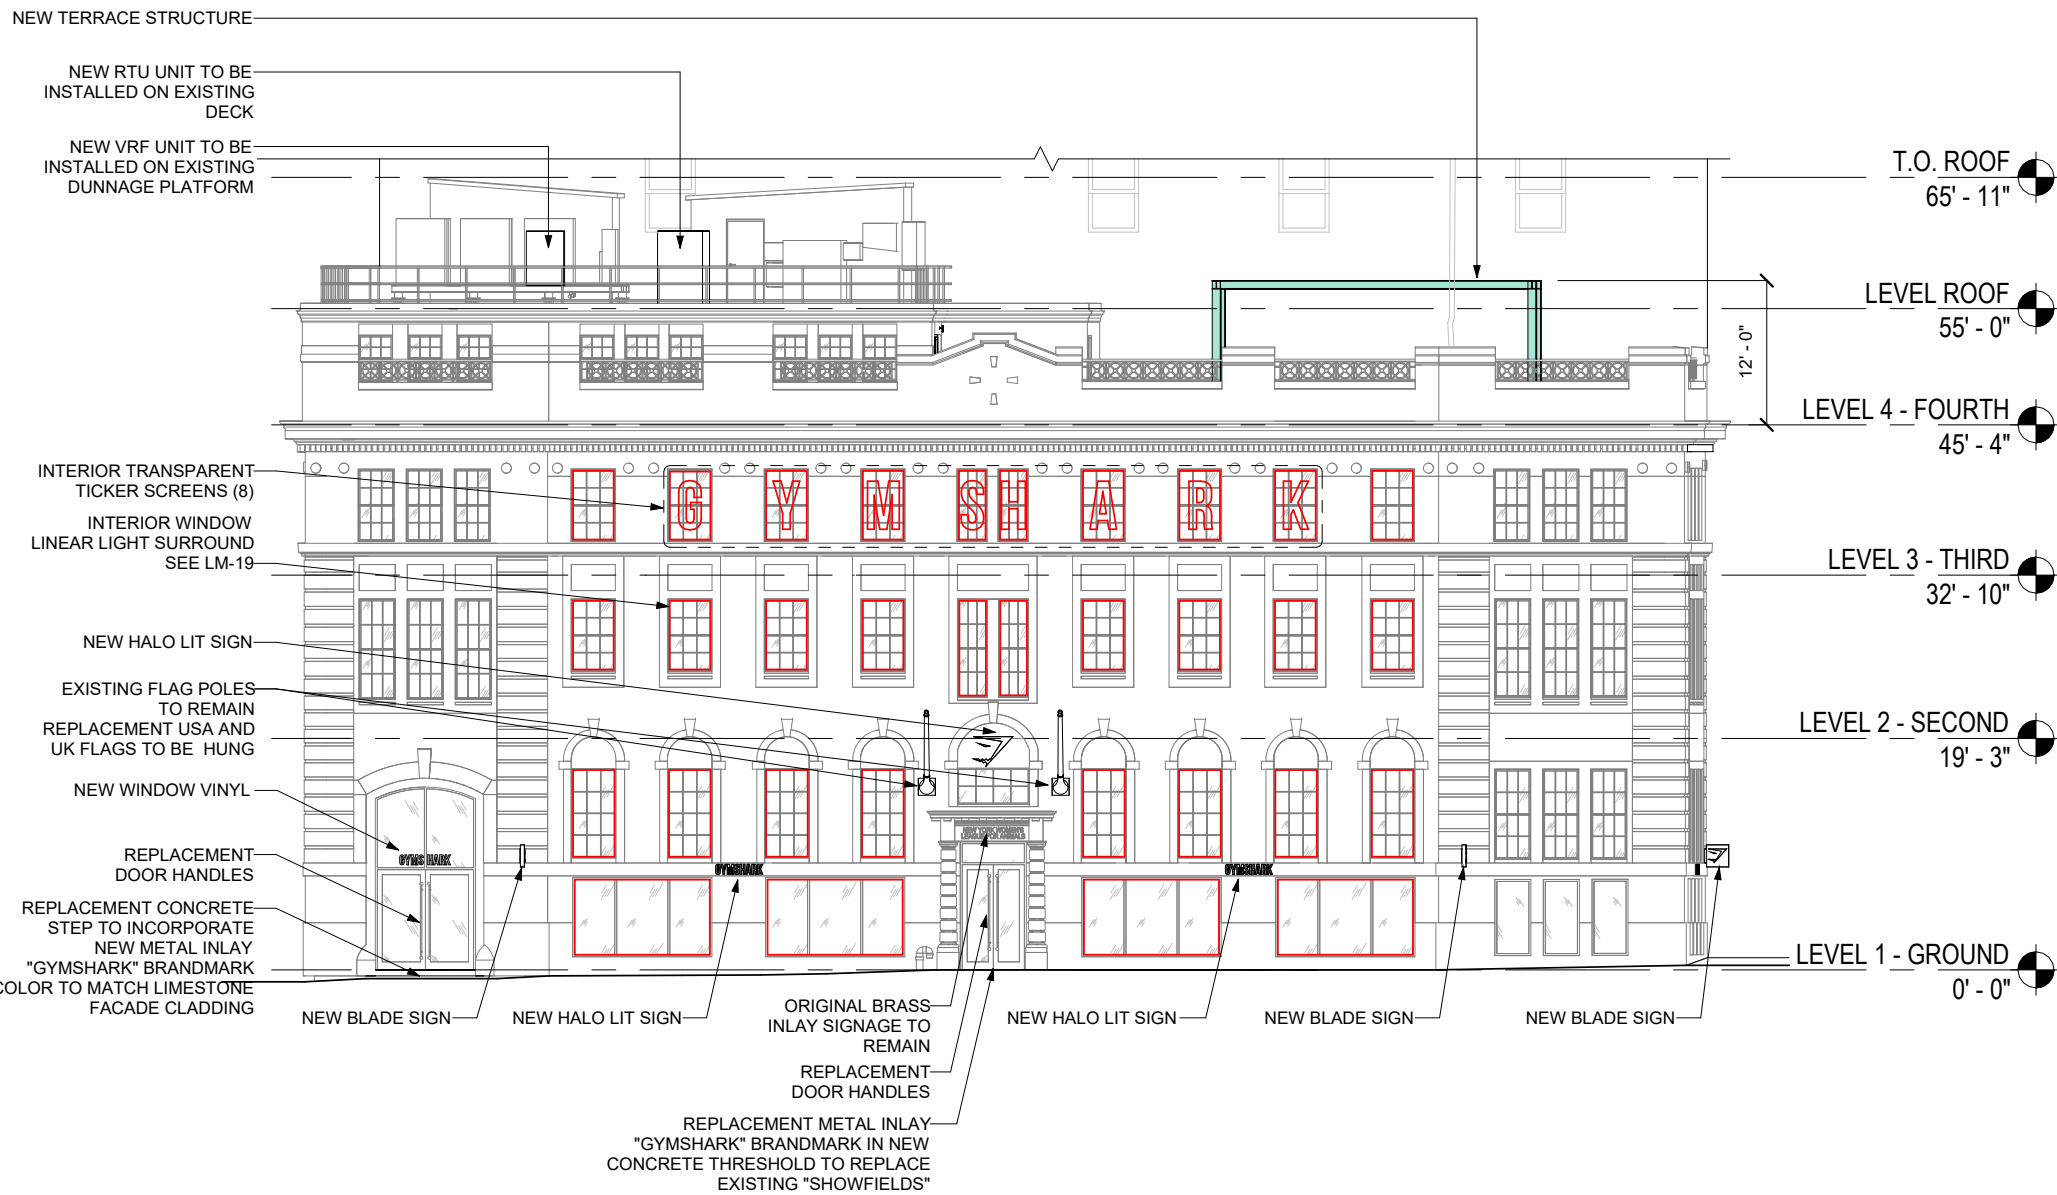 NEW TERRACE STRUCTURE
NEW RTU UNIT TO BE
INSTALLED ON EXISTING
DECK
NEW VRF UNIT TO BE
INSTALLED ON EXISTING
DUNNAGE PLATFORM
T.O. ROOF
65' - 11"
LEVEL ROOF
55' - 0"
12' - 0"
LEVEL 4 - FOURTH
45' - 4"
INTERIOR TRANSPARENT
TICKER SCREENS (8)
GYMSHARK
INTERIOR WINDOW
LINEAR LIGHT SURROUND
SEE LM-19
LEVEL 3 - THIRD
32' - 10"
NEW HALO LIT SIGN
EXISTING FLAG POLES
TO REMAIN
REPLACEMENT USA AND
UK FLAGS TO BE HUNG
LEVEL 2 - SECOND
19' - 3"
NEW WINDOW VINYL
NEW YORK WOMEN'S
LEAGUE FOR ANIMALS
GYMSHARK
GYMSHARK
GYMSHARK
REPLACEMENT
DOOR HANDLES
REPLACEMENT CONCRETE
STEP TO INCORPORATE
NEW METAL INLAY
"GYMSHARK" BRANDMARK
COLOR TO MATCH LIMESTONE
FACADE CLADDING
LEVEL 1 - GROUND
0' - 0"
NEW BLADE SIGN
NEW HALO LIT SIGN
ORIGINAL BRASS
INLAY SIGNAGE TO
REMAIN
NEW HALO LIT SIGN
NEW BLADE SIGN
NEW BLADE SIGN
REPLACEMENT
DOOR HANDLES
REPLACEMENT METAL INLAY
"GYMSHARK" BRANDMARK IN NEW
CONCRETE THRESHOLD TO REPLACE
EXISTING "SHOWFIELDS"